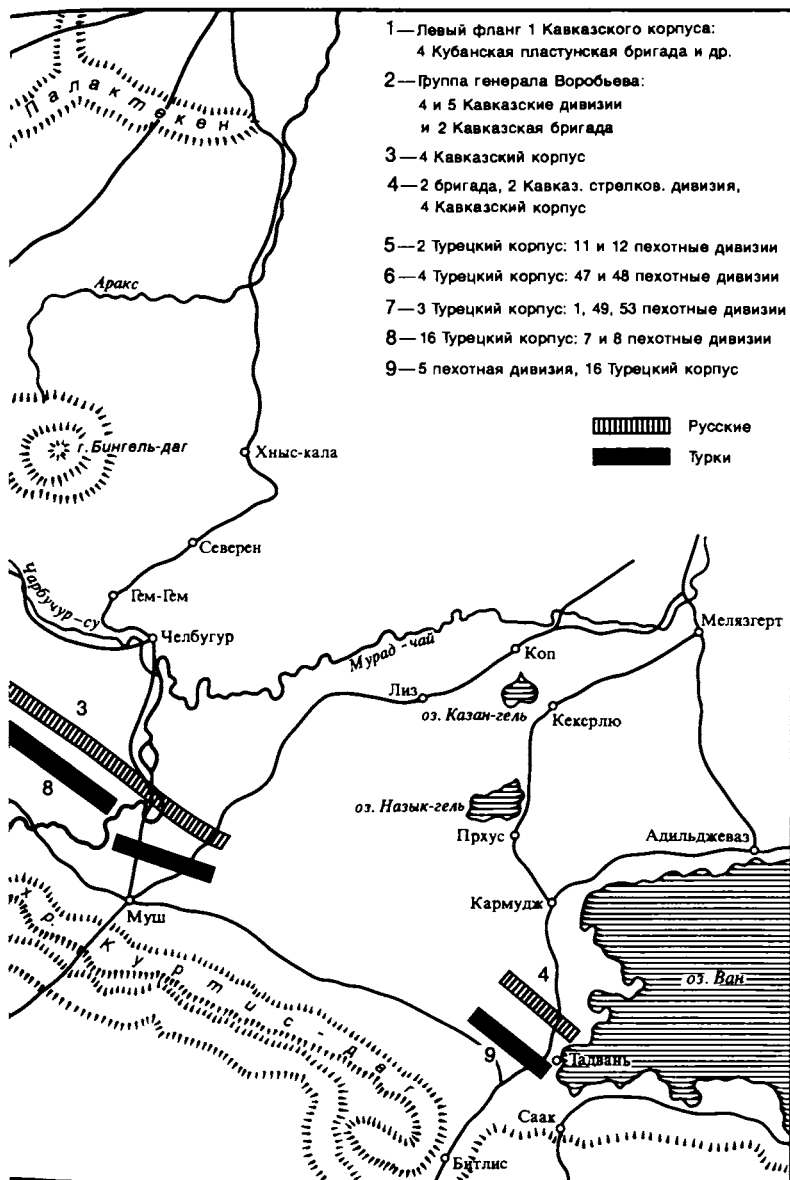 1—Левый фланг 1 Кавказского корпуса:
4 Кубанская пластунская бригада и др.
2—Группа генерала Воробьева:
4 и 5 Кавказские дивизии
и 2 Кавказская бригада
3—4 Кавказский корпус
4—2 бригада, 2 Кавказ. стрелков. дивизия,
4 Кавказский корпус
5—2 Турецкий корпус: 11 и 12 пехотные дивизии
6—4 Турецкий корпус: 47 и 48 пехотные дивизии
7—3 Турецкий корпус: 1, 49, 53 пехотные дивизии
8—16 Турецкий корпус: 7 и 8 пехотные дивизии
9—5 пехотная дивизия, 16 Турецкий корпус
Русские
Турки
Палактекен
Аракс
г. Бингель-даг
Хныс-кала
Северен
Гем-Гем
Чарбучур-су
Челбугур
Мурад-чай
Мелязгерт
Коп
Лиз
оз. Казан-гель
Кекерлю
3
8
оз. Назык-гель
Прхус
Адильджеваз
Муш
Кармудж
хр. Куртис-даг
4
оз. Ван
9
Тадвань
Саак
Битлис